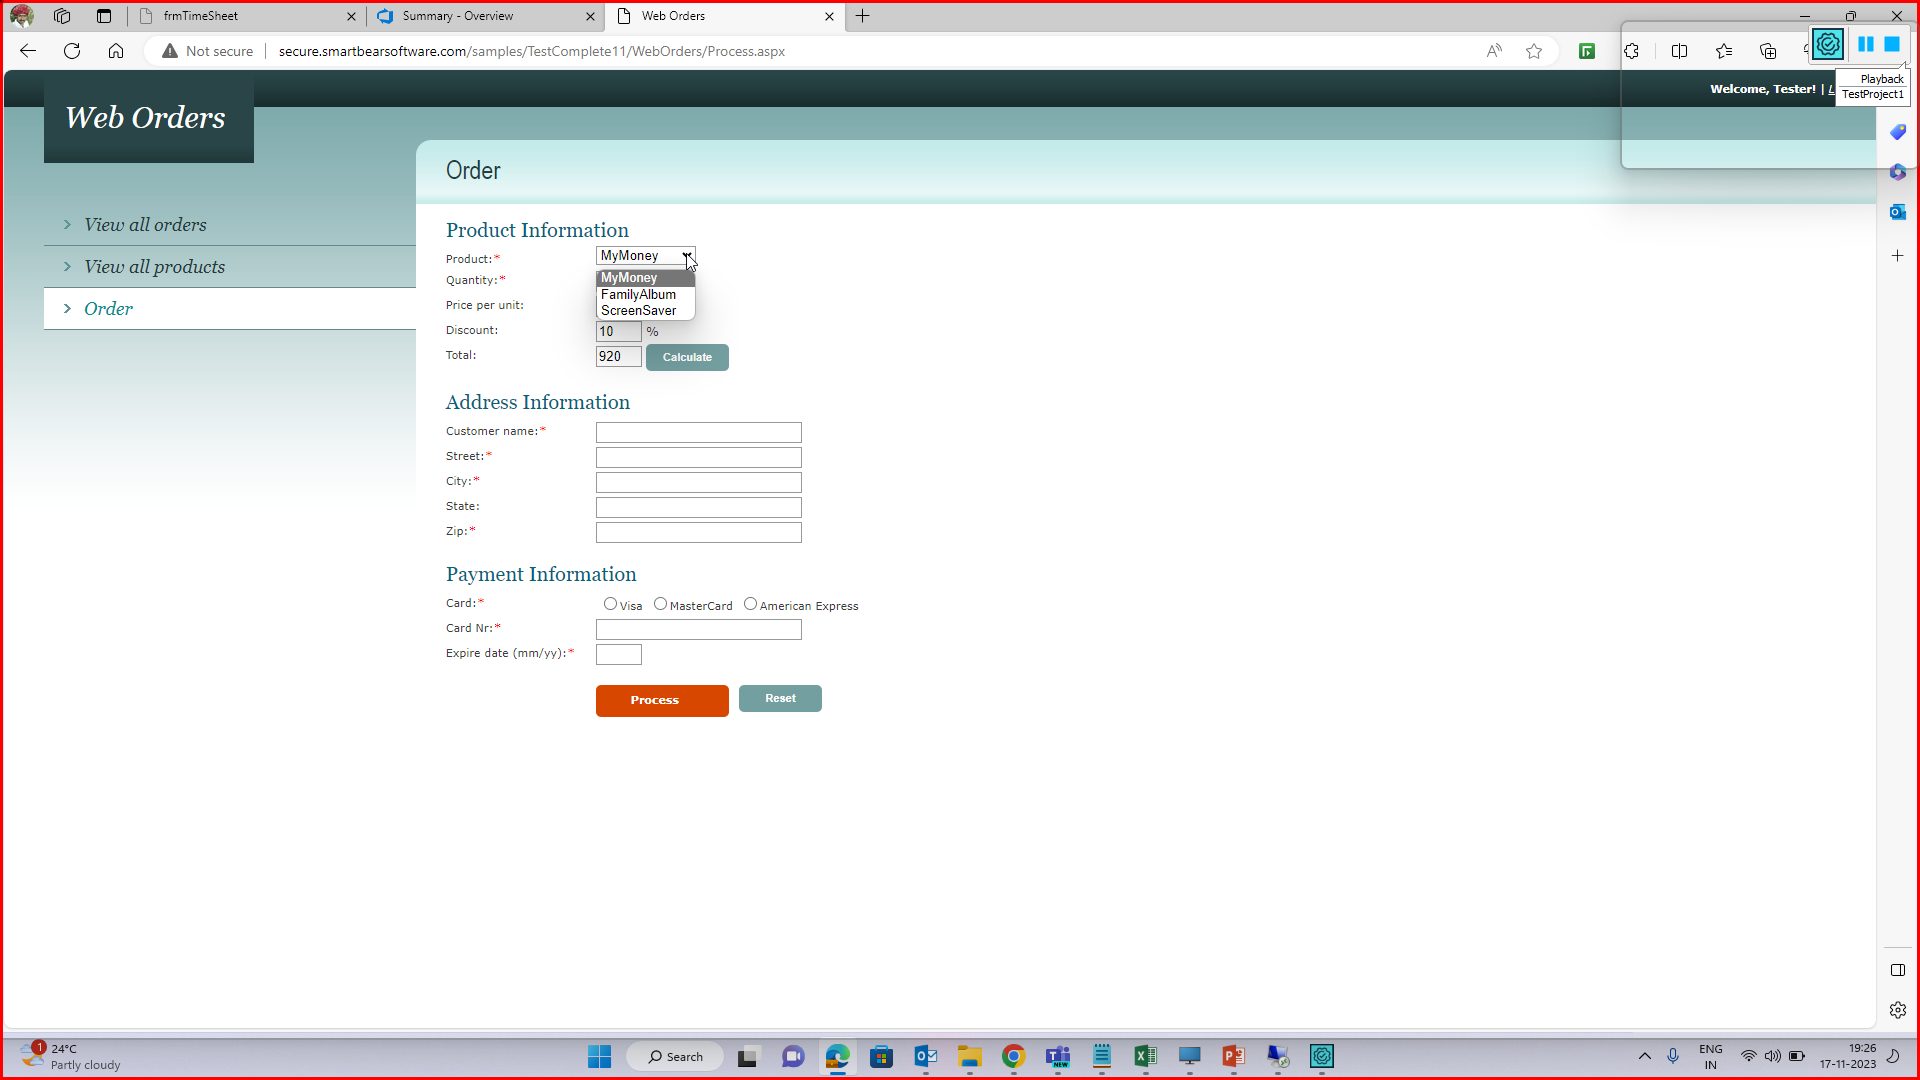 frmTimeSheet
Summary - Overview
Web Orders
Not secure
secure.smartbearsoftware.com/samples/TestComplete11/WebOrders/Process.aspx
Playback
TestProject1
Welcome, Tester! |
Web Orders
Order
View all orders
View all products
Order
Product Information
Product:* MyMoney
MyMoney
FamilyAlbum
ScreenSaver
Quantity:*
Price per unit:
Discount: 10 %
Total: 920 Calculate
Address Information
Customer name:*
Street:*
City:*
State:
Zip:*
Payment Information
Card:* Visa MasterCard American Express
Card Nr:*
Expire date (mm/yy):*
Process Reset
1
24°C
Partly cloudy
Search
NEW
ENG
IN
19:26
17-11-2023